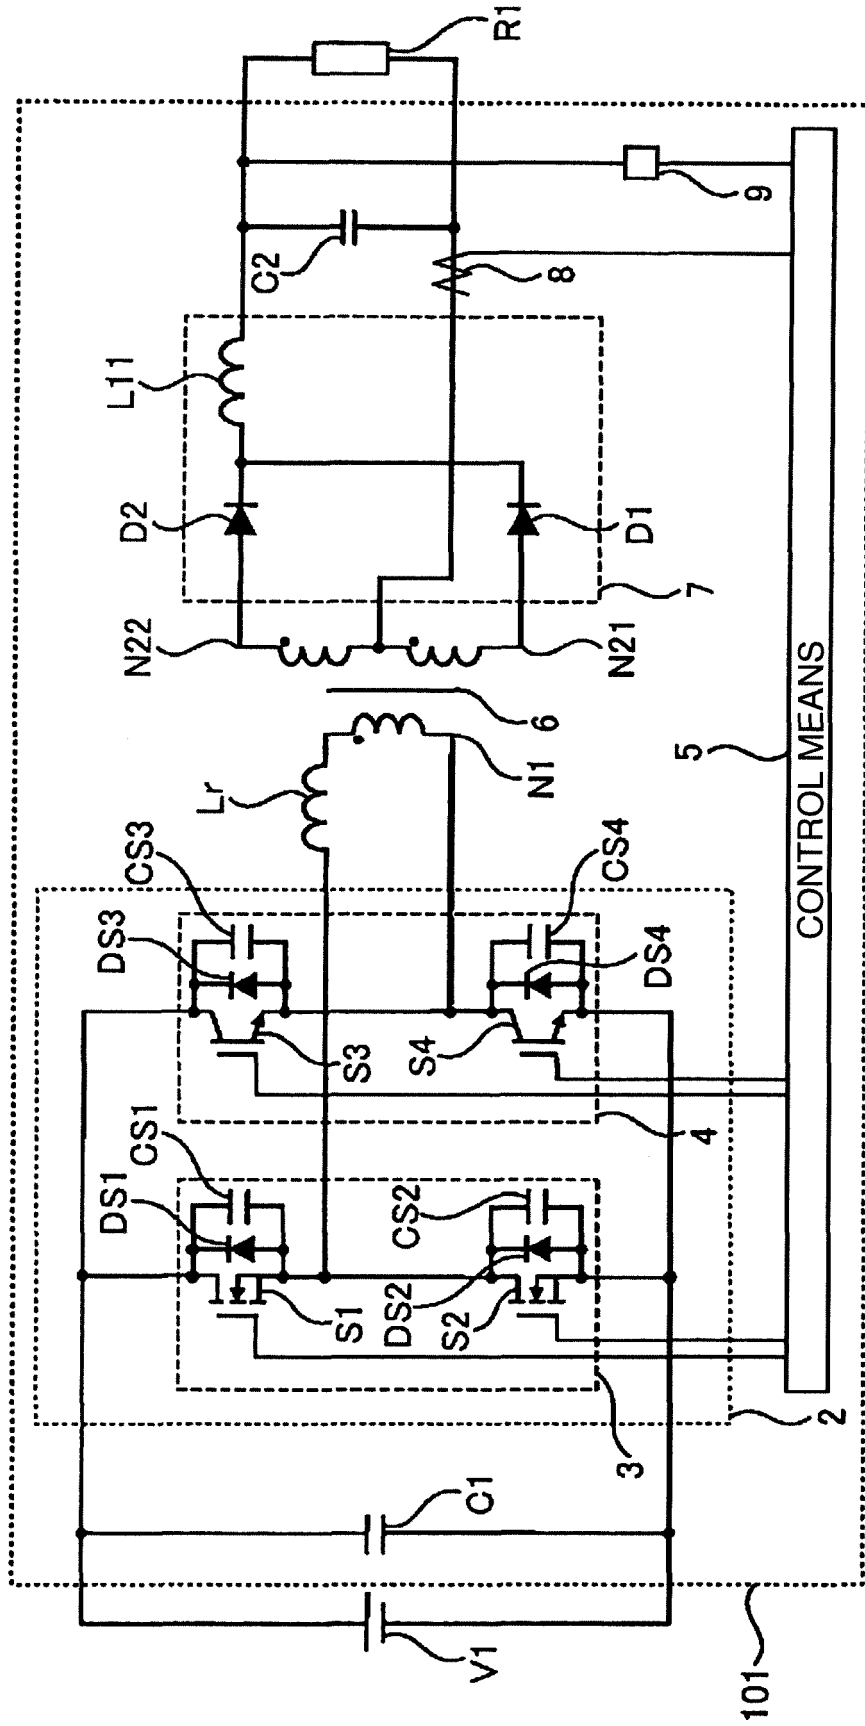 DS1
DS3
L11
CS1
CS3
N22
D2
Lr
C2
S1
S3
DS2
CS2
S4
V1
C1
S2
R1
N1
6
8
3
CS4
N21
D1
DS4
4
5
7
101
9
2
CONTROL MEANS